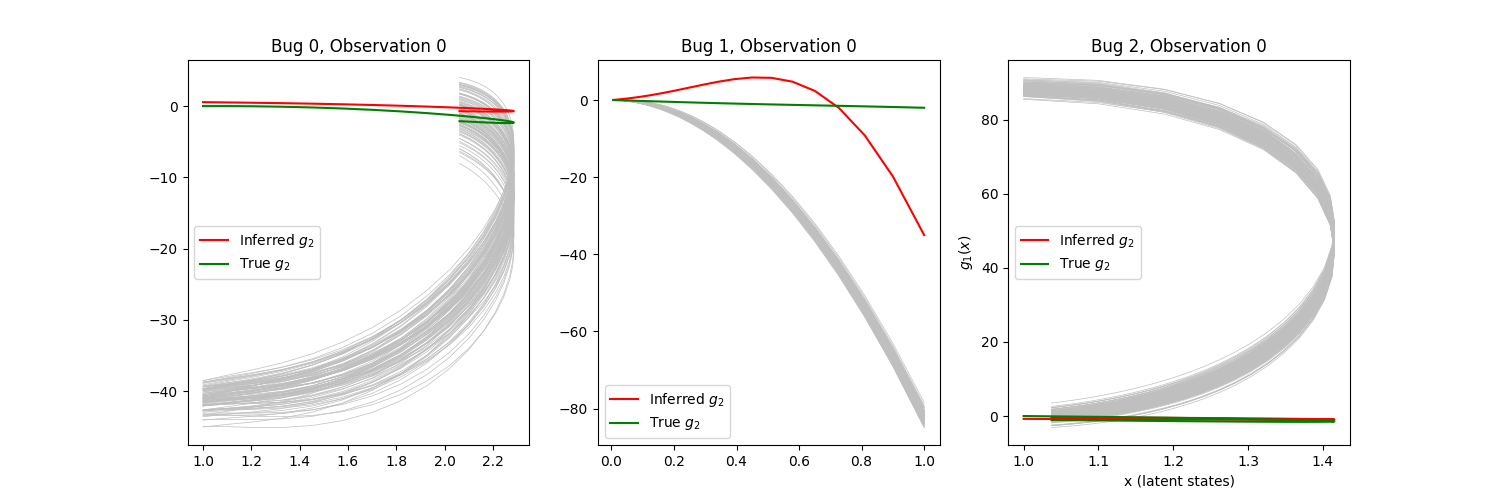 Bug 0, Observation 0
0
−10
−20
−30
−40
1.0 1.2 1.4 1.6 1.8 2.0 2.2
Inferred g₂
True g₂
Bug 1, Observation 0
0
−20
−40
−60
−80
0.0 0.2 0.4 0.6 0.8 1.0
Inferred g₂
True g₂
Bug 2, Observation 0
g₁(x)
80
60
40
20
0
1.0 1.1 1.2 1.3 1.4
x (latent states)
Inferred g₂
True g₂